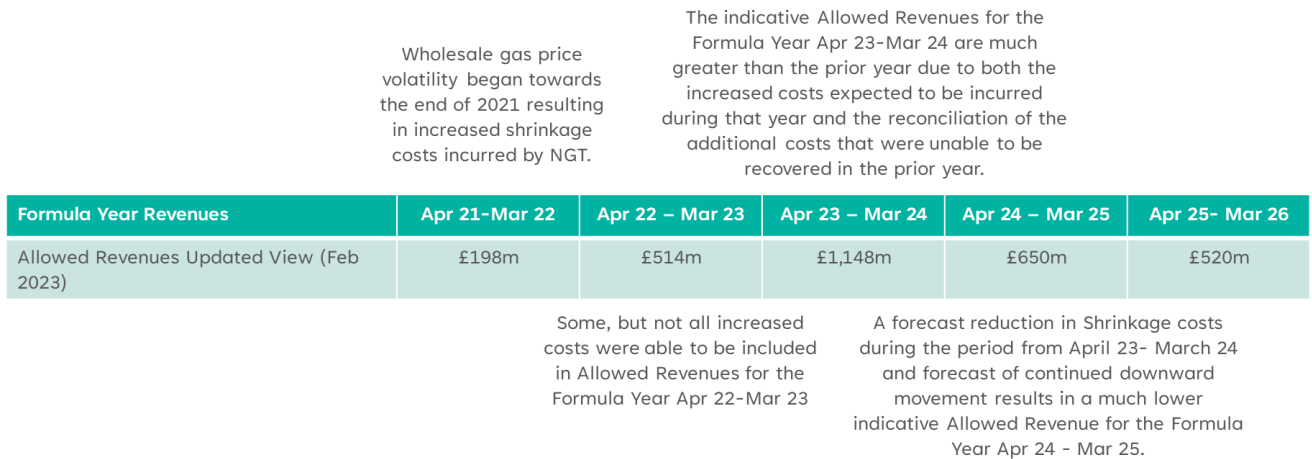 Wholesale gas price
volatility began towards
the end of 2021 resulting
in increased shrinkage
costs incurred by NGT.
The indicative Allowed Revenues for the
Formula Year Apr 23-Mar 24 are much
greater than the prior year due to both the
increased costs expected to be incurred
during that year and the reconciliation of the
additional costs that were unable to be
recovered in the prior year.
Formula Year Revenues Apr 21-Mar 22 Apr 22 – Mar 23 Apr 23 – Mar 24 Apr 24 – Mar 25 Apr 25- Mar 26
Allowed Revenues Updated View (Feb £198m £514m £1,148m £650m £520m
2023)
Some, but not all increased
costs were able to be included
in Allowed Revenues for the
Formula Year Apr 22-Mar 23
A forecast reduction in Shrinkage costs
during the period from April 23- March 24
and forecast of continued downward
movement results in a much lower
indicative Allowed Revenue for the Formula
Year Apr 24 - Mar 25.